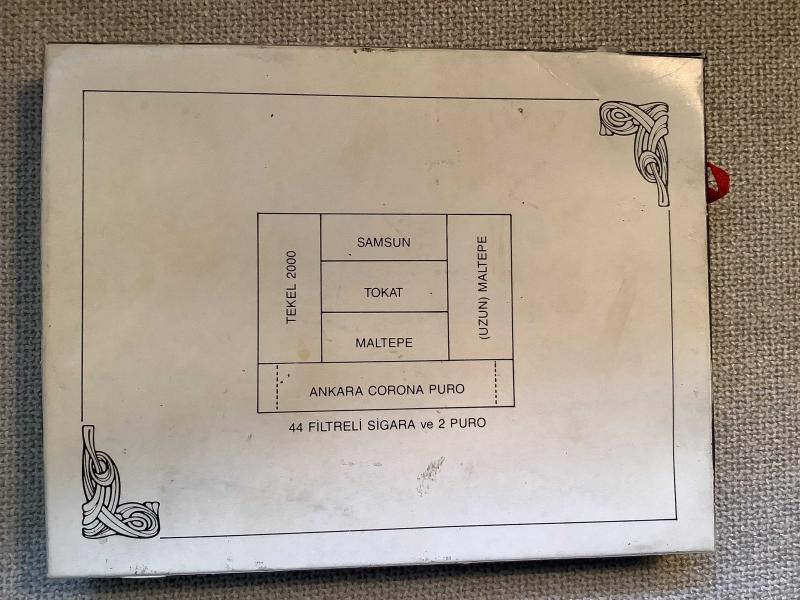 TEKEL 2000
SAMSUN
TOKAT
MALTEPE
(UZUN) MALTEPE
ANKARA CORONA PURO
44 FİLTRELİ SİGARA ve 2 PURO